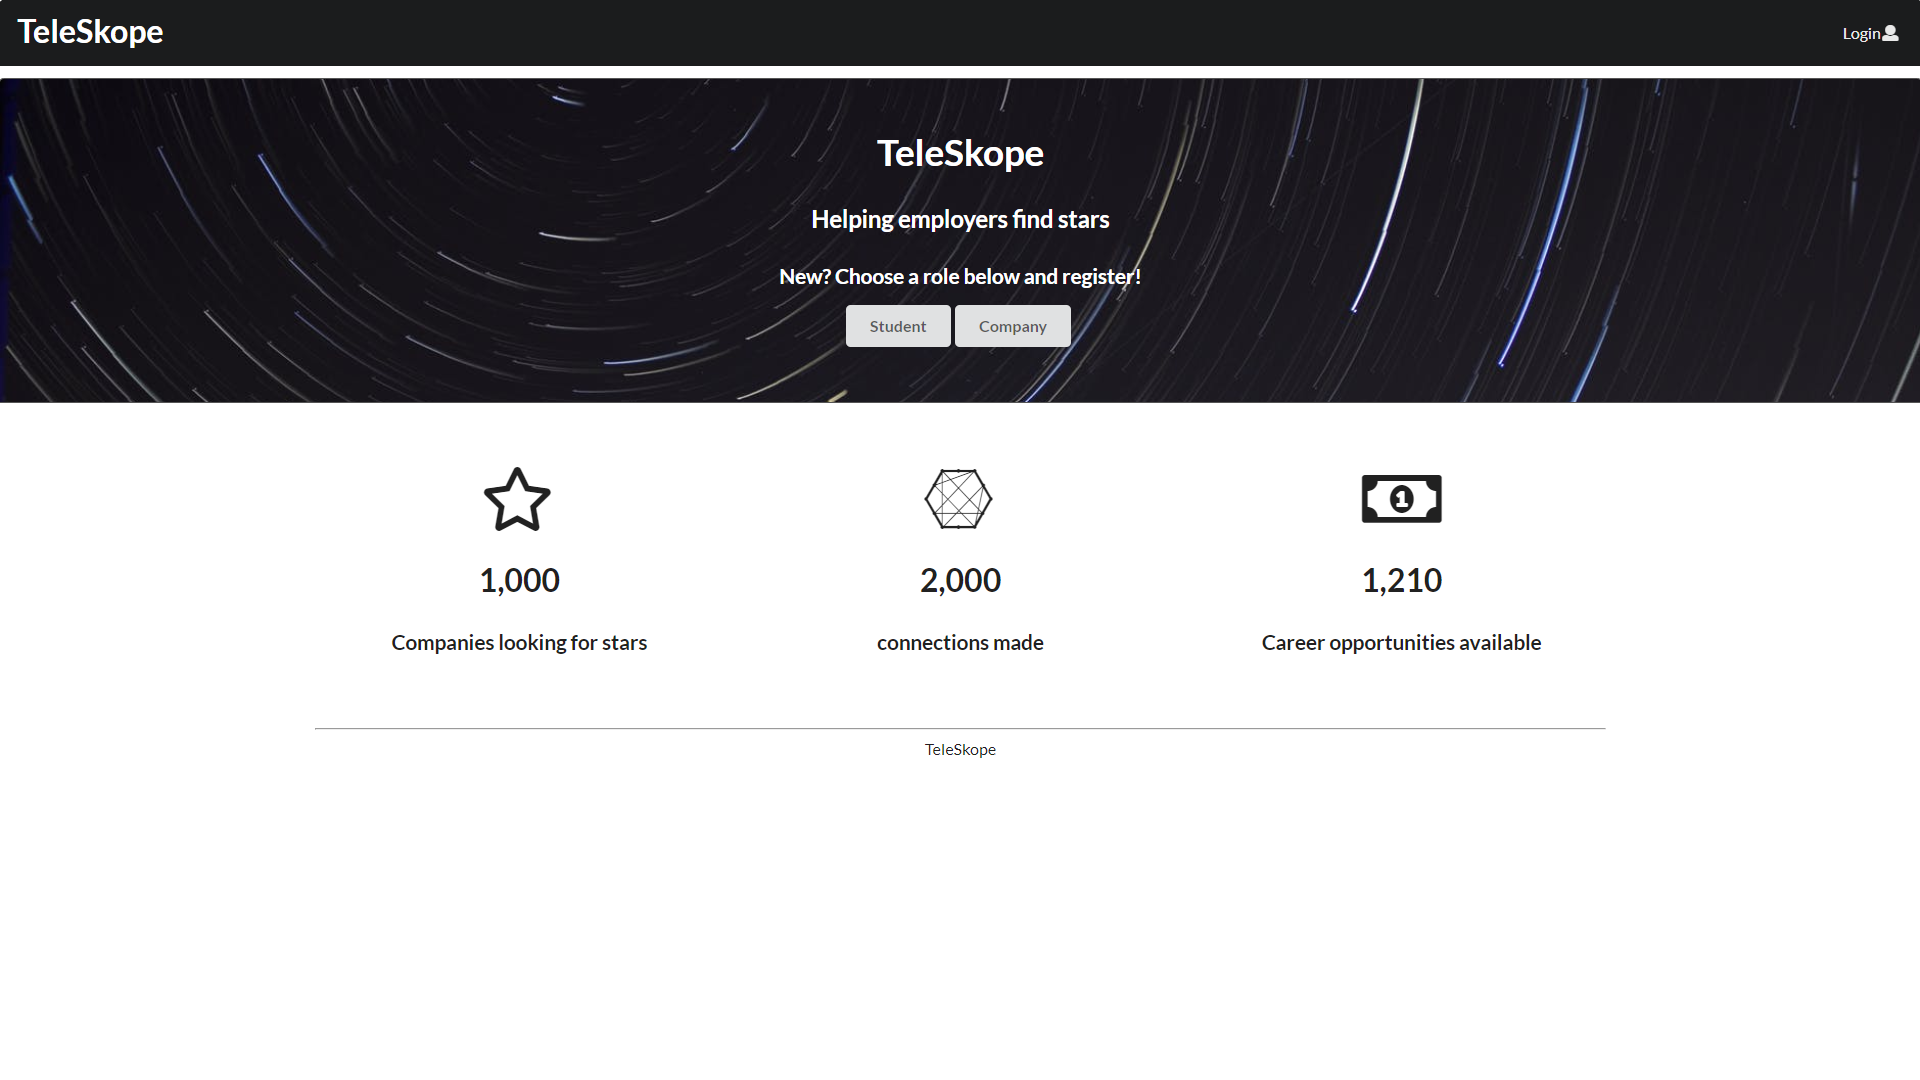 TeleSkope
Login
TeleSkope
Helping employers find stars
New? Choose a role below and register!
Student Company
1
1,000 2,000 1,210
Companies looking for stars connections made Career opportunities available
TeleSkope